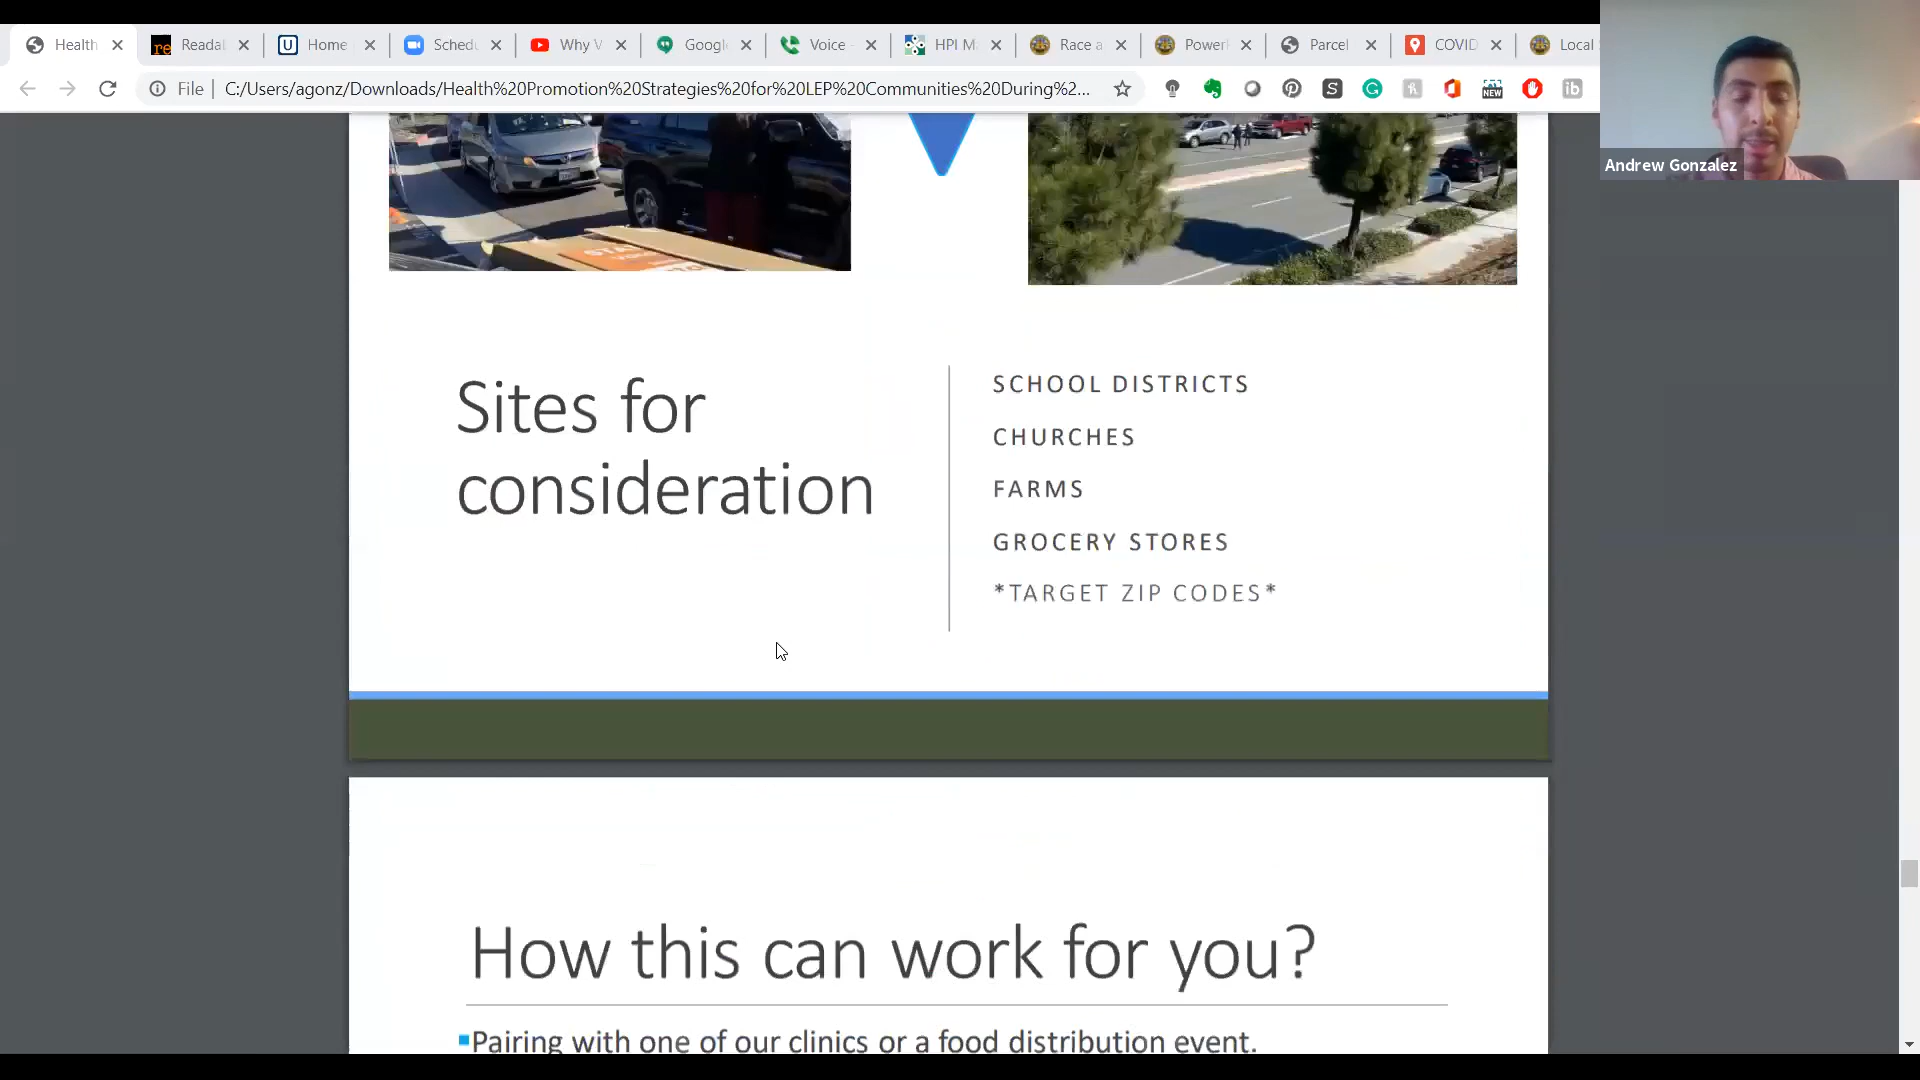 Health
Readal
Home
Schedu
Why V
Googl
Voice
HPI M
Race a
Power
Parcel
COVID
Local
File
C:/Users/agonz/Downloads/Health%20Promotion%20Strategies%20for%20LEP%20Communities%20During%2...
NEW
Andrew Gonzalez
Sites for
consideration
SCHOOL DISTRICTS
CHURCHES
FARMS
GROCERY STORES
*TARGET ZIP CODES*
How this can work for you?
Pairing with one of our clinics or a food distribution event.